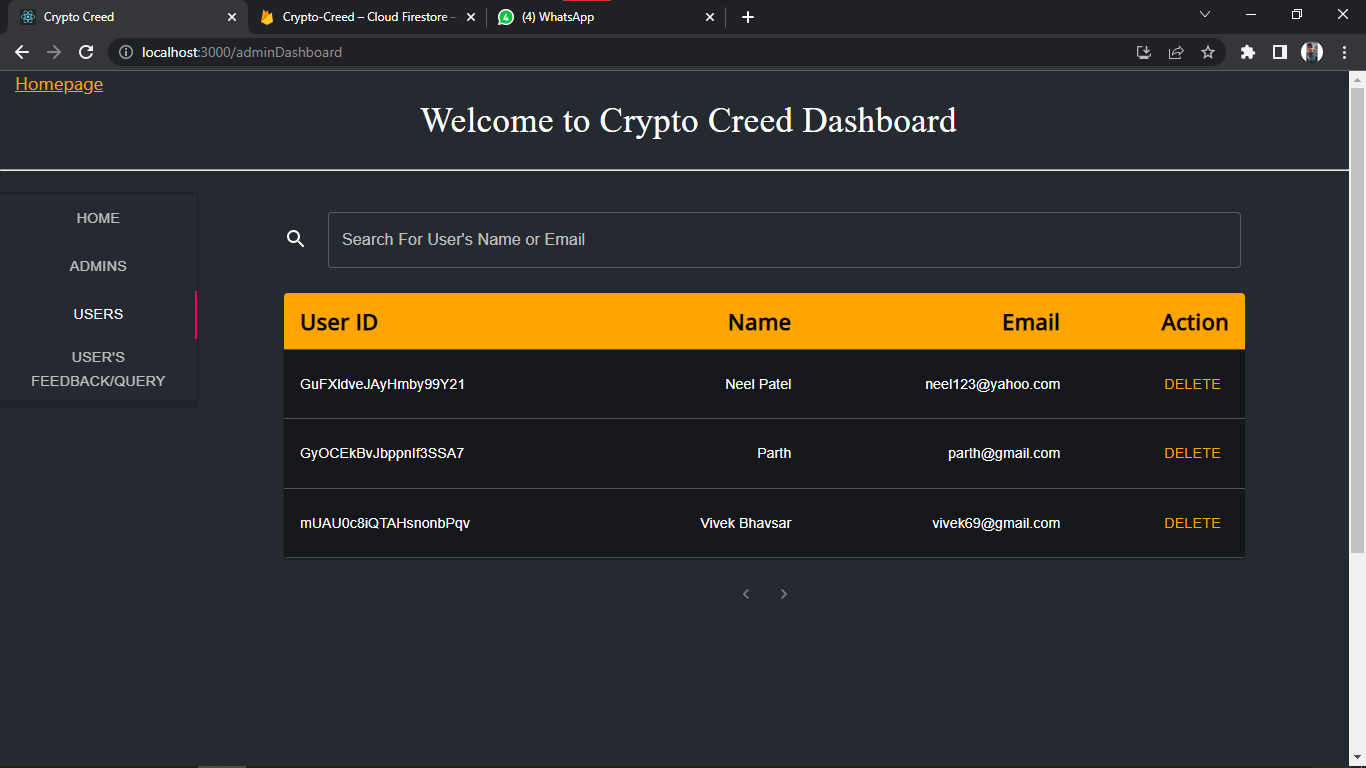 Crypto Creed
Crypto-Creed – Cloud Firestore –
4 (4) WhatsApp
localhost:3000/adminDashboard
Homepage
Welcome to Crypto Creed Dashboard
HOME
ADMINS
USERS
USER'S
FEEDBACK/QUERY
Search For User's Name or Email
User ID Name Email Action
GuFXldveJAyHmby99Y21 Neel Patel neel123@yahoo.com DELETE
GyOCEkBvJbppnlf3SSA7 Parth parth@gmail.com DELETE
mUAU0c8iQTAHsnonbPqv Vivek Bhavsar vivek69@gmail.com DELETE